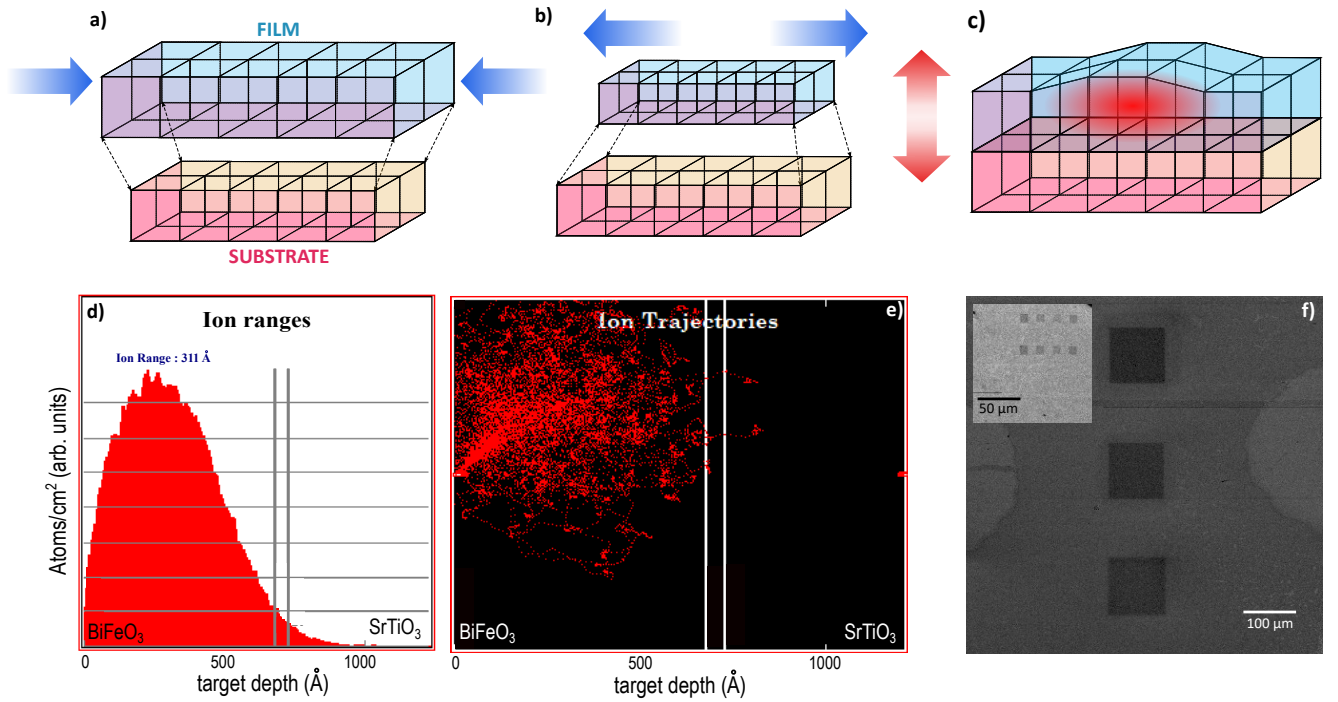 a)
FILM
SUBSTRATE
b)
c)
d)
Ion ranges
Ion Range : 311 Å
Atoms/cm² (arb. units)
BiFeO₃
SrTiO₃
0
500
1000
target depth (Å)
e)
Ion Trajectories
BiFeO₃
SrTiO₃
0
500
1000
target depth (Å)
f)
50 µm
100 µm